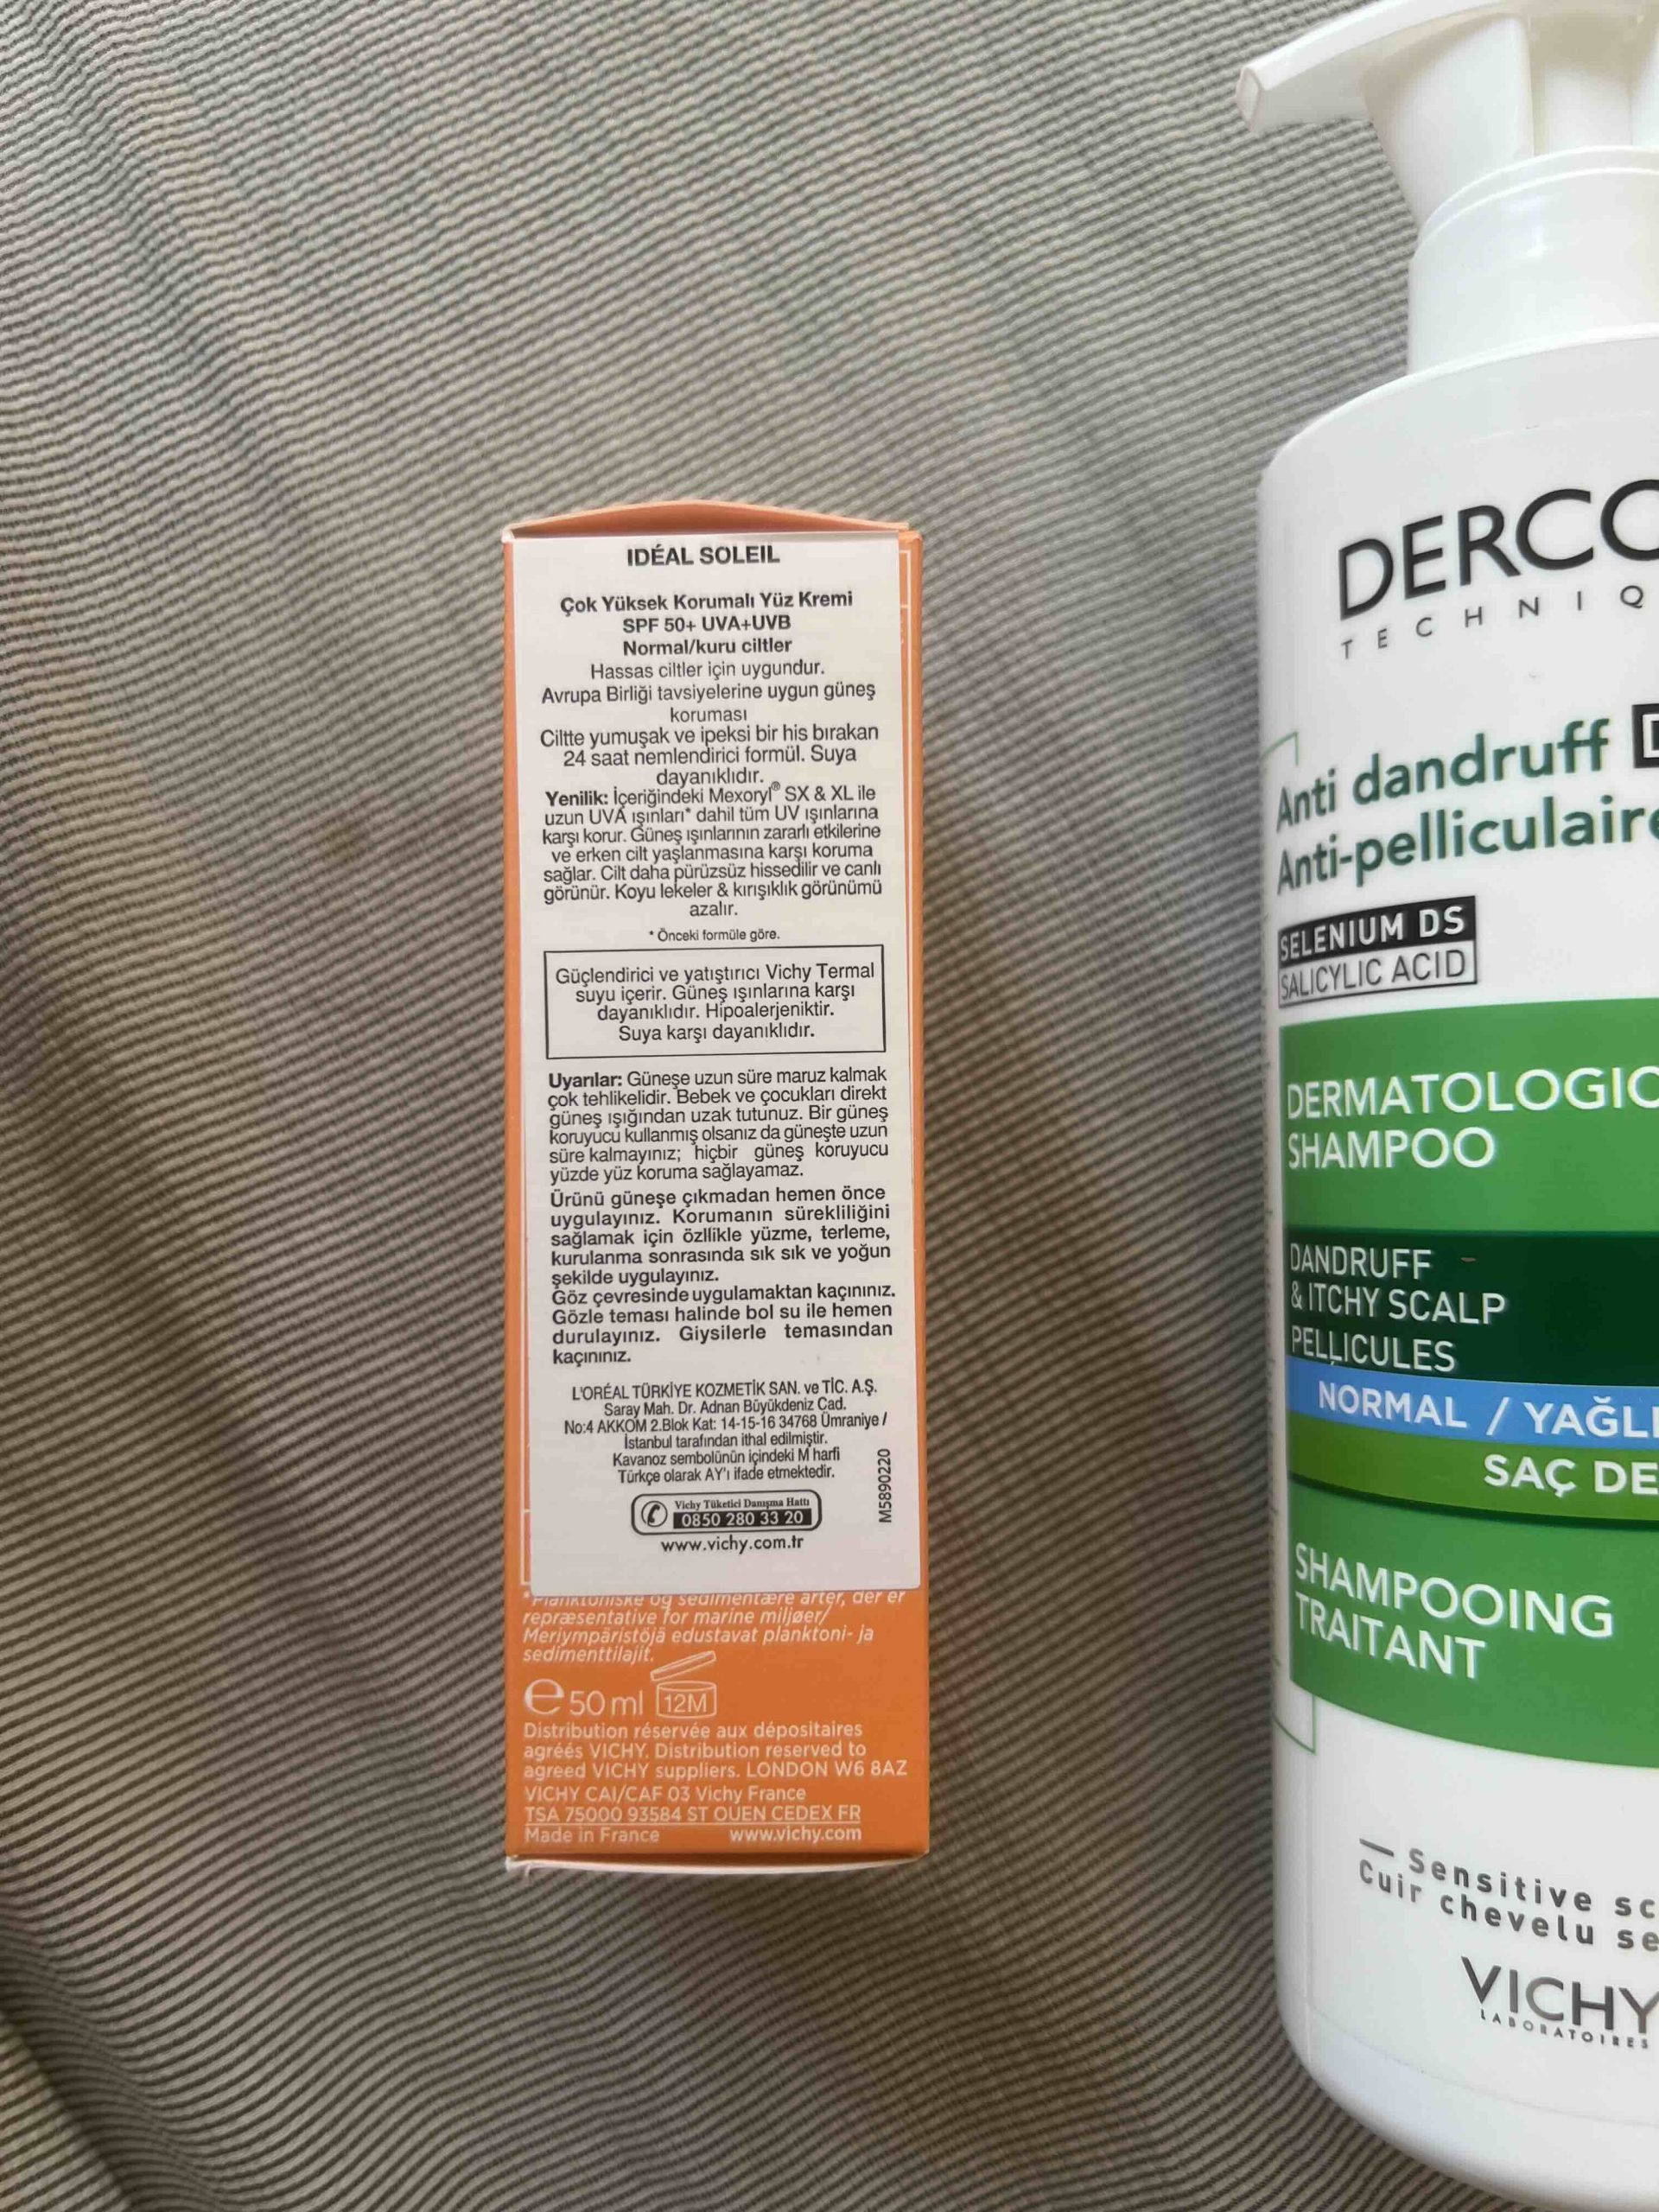 IDÉAL SOLEIL
Çok Yüksek Korumalı Yüz Kremi
SPF 50+ UVA+UVB
Normal/kuru ciltler
Hassas ciltler için uygundur.
Avrupa Birliği tavsiyelerine uygun güneş
koruması
Ciltte yumuşak ve ipeksi bir his bırakan
24 saat nemlendirici formül. Suya
dayanıklıdır.
Yenilik: İçeriğindeki Mexoryl® SX & XL ile
uzun UVA ışınları* dahil tüm UV ışınlarına
karşı korur. Güneş ışınlarının zararlı etkilerine
ve erken cilt yaşlanmasına karşı koruma
sağlar. Cilt daha pürüzsüz hissedilir ve canlı
görünür. Koyu lekeler & kırışıklık görünümü
azalır.
* Önceki formüle göre.
Güçlendirici ve yatıştırıcı Vichy Termal
suyu içerir. Güneş ışınlarına karşı
dayanıklıdır. Hipoalerjeniktir.
Suya karşı dayanıklıdır.
Uyarılar: Güneşe uzun süre maruz kalmak
çok tehlikelidir. Bebek ve çocukları direkt
güneş ışığından uzak tutunuz. Bir güneş
koruyucu kullanmış olsanız da güneşte uzun
süre kalmayınız; hiçbir güneş koruyucu
yüzde yüz koruma sağlayamaz.
Ürünü güneşe çıkmadan hemen önce
uygulayınız. Korumanın sürekliliğini
sağlamak için özllikle yüzme, terleme,
kurulanma sonrasında sık sık ve yoğun
şekilde uygulayınız.
Göz çevresinde uygulamaktan kaçınınız.
Gözle teması halinde bol su ile hemen
durulayınız. Giysilerle temasından
kaçınınız.
L'ORÉAL TÜRKİYE KOZMETİK SAN. ve TİC. A.Ş.
Saray Mah. Dr. Adnan Büyükdeniz Cad.
No:4 AKKOM 2.Blok Kat: 14-15-16 34768 Ümraniye /
İstanbul tarafından ithal edilmiştir.
Kavanoz sembolünün içindeki M harfi
Türkçe olarak AY'ı ifade etmektedir.
M5890220
Vichy Tüketici Danışma Hattı
0850 280 33 20
www.vichy.com.tr
*Planktoniske og sedimentære arter, der er
repræsentative for marine miljøer/
Meriympäristöjä edustavat planktoni- ja
sedimenttilajit.
e 50 ml 12M
Distribution réservée aux dépositaires
agréés VICHY. Distribution reserved to
agreed VICHY suppliers. LONDON W6 8AZ
VICHY CAI/CAF 03 Vichy France
TSA 75000 93584 ST OUEN CEDEX FR
Made in France www.vichy.com
DERCO
TECHNIQ
Anti dandruff D
Anti-pelliculaire
SELENIUM DS
SALICYLIC ACID
DERMATOLOGIC
SHAMPOO
DANDRUFF
& ITCHY SCALP
PELLICULES
NORMAL / YAĞLI
SAÇ DE
SHAMPOOING
TRAITANT
Sensitive sc
Cuir chevelu se
VICHY
LABORATOIRES